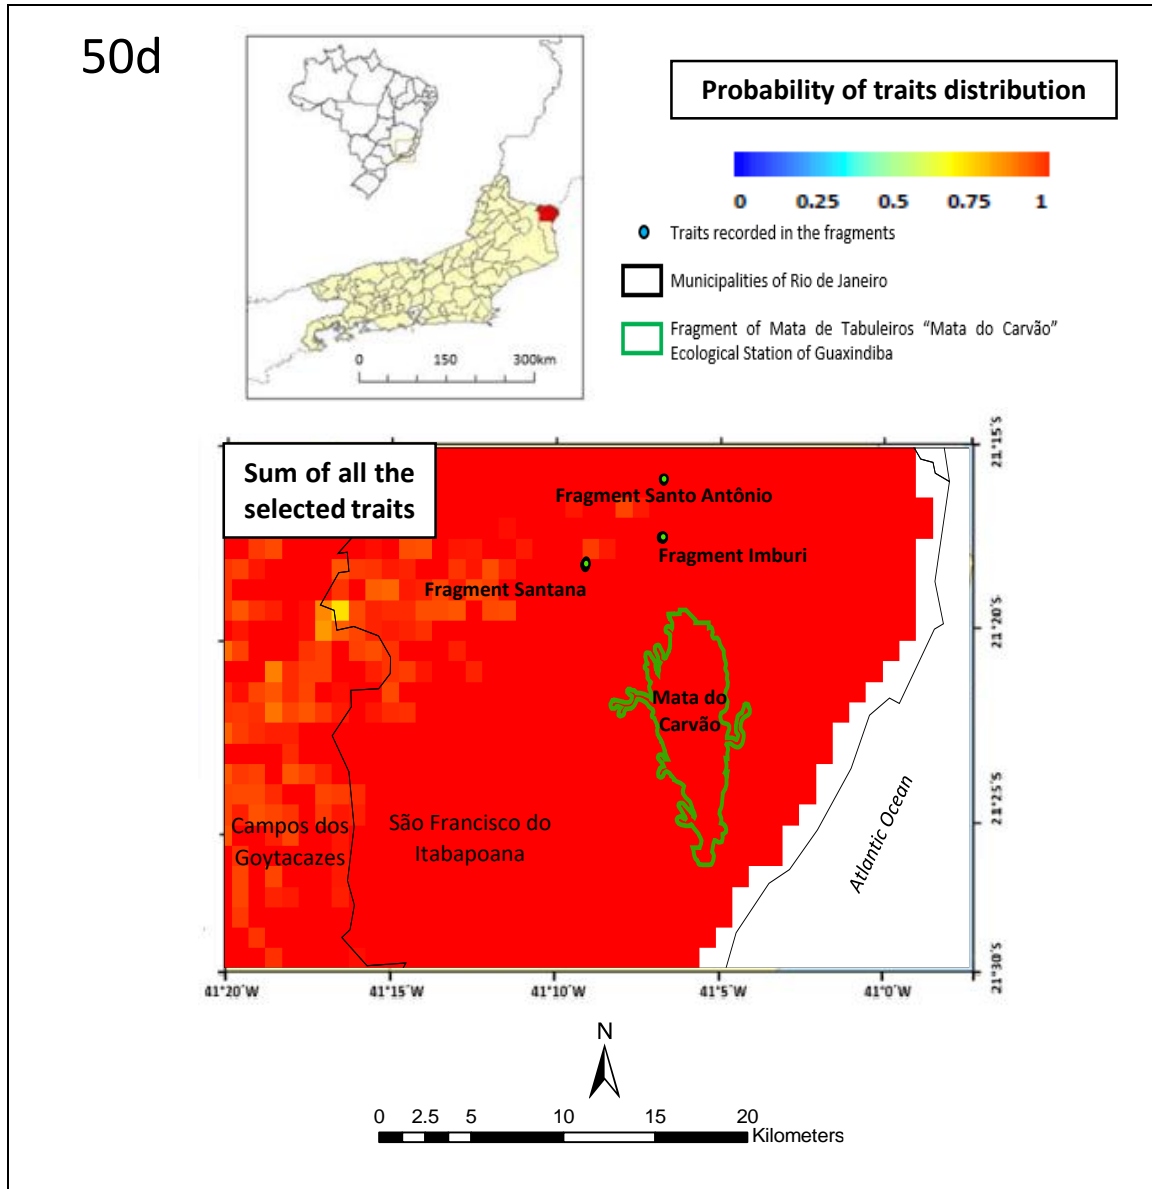 50d
Probability of traits distribution
0 0.25 0.5 0.75 1
Traits recorded in the fragments
Municipalities of Rio de Janeiro
Fragment of Mata de Tabuleiros “Mata do Carvão”
Ecological Station of Guaxindiba
0 150 300km
Sum of all the
selected traits
Fragment Santo Antônio
Fragment Imburi
Fragment Santana
Mata do
Carvão
Campos dos
Goytacazes
São Francisco do
Itabapoana
Atlantic Ocean
21°15'S
21°20'S
21°25'S
21°30'S
41°20'W 41°15'W 41°10'W 41°5'W 41°0'W
N
0 2.5 5 10 15 20
Kilometers